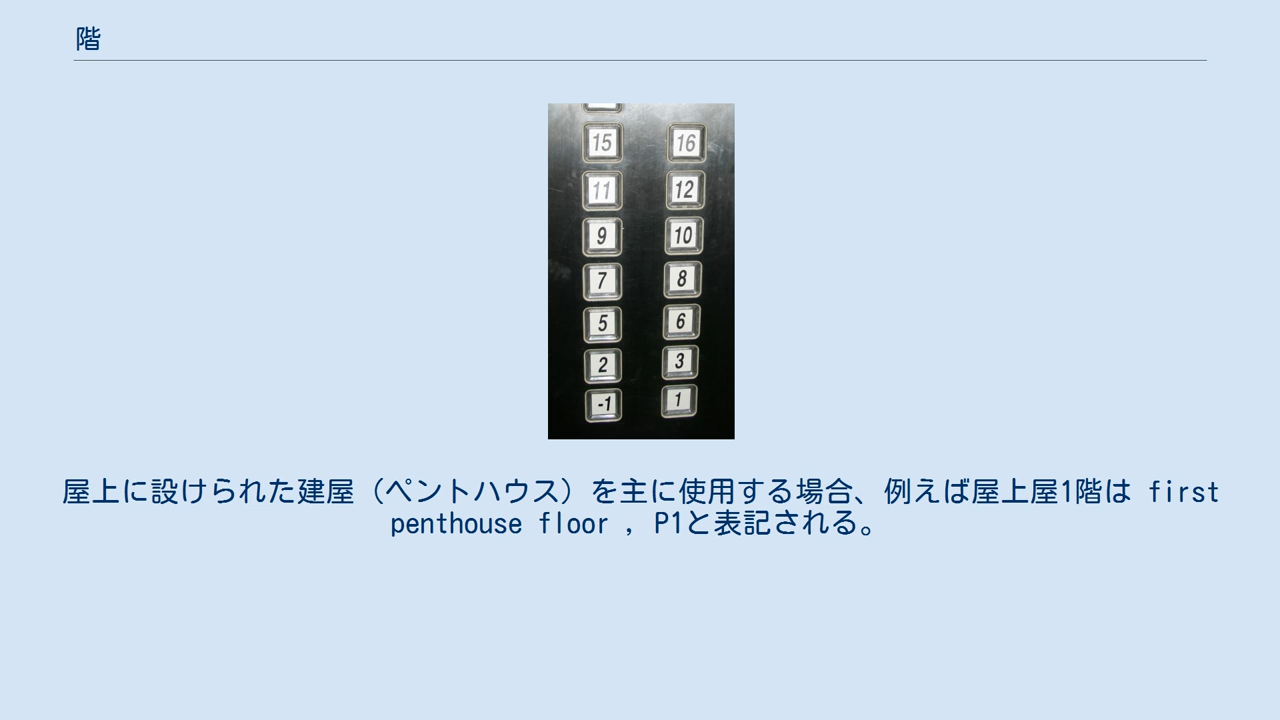 階
15 16
11 12
9 10
7 8
5 6
2 3
-1 1
屋上に設けられた建屋（ペントハウス）を主に使用する場合、例えば屋上屋1階は first
penthouse floor , P1と表記される。